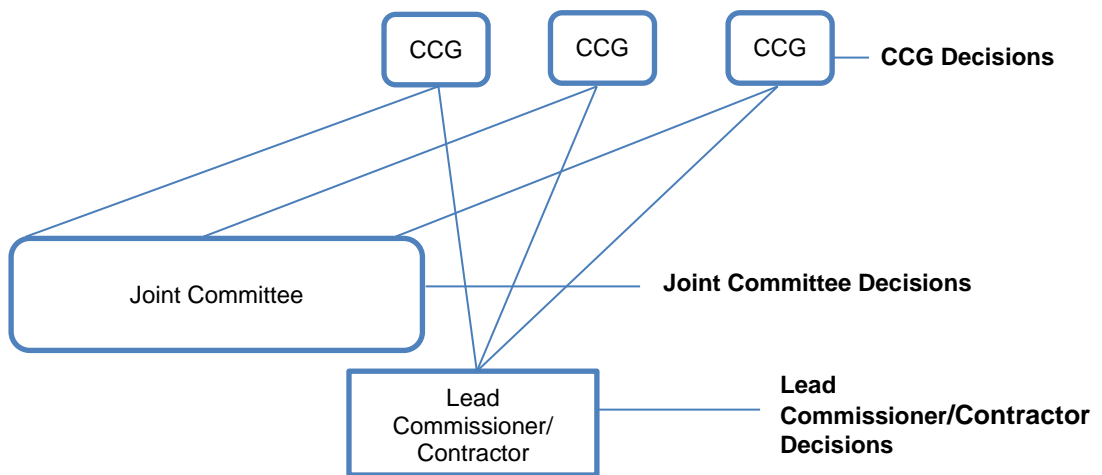 CCG
CCG
CCG
CCG Decisions
Joint Committee
Joint Committee Decisions
Lead
Commissioner/
Contractor
Lead
Commissioner/Contractor
Decisions